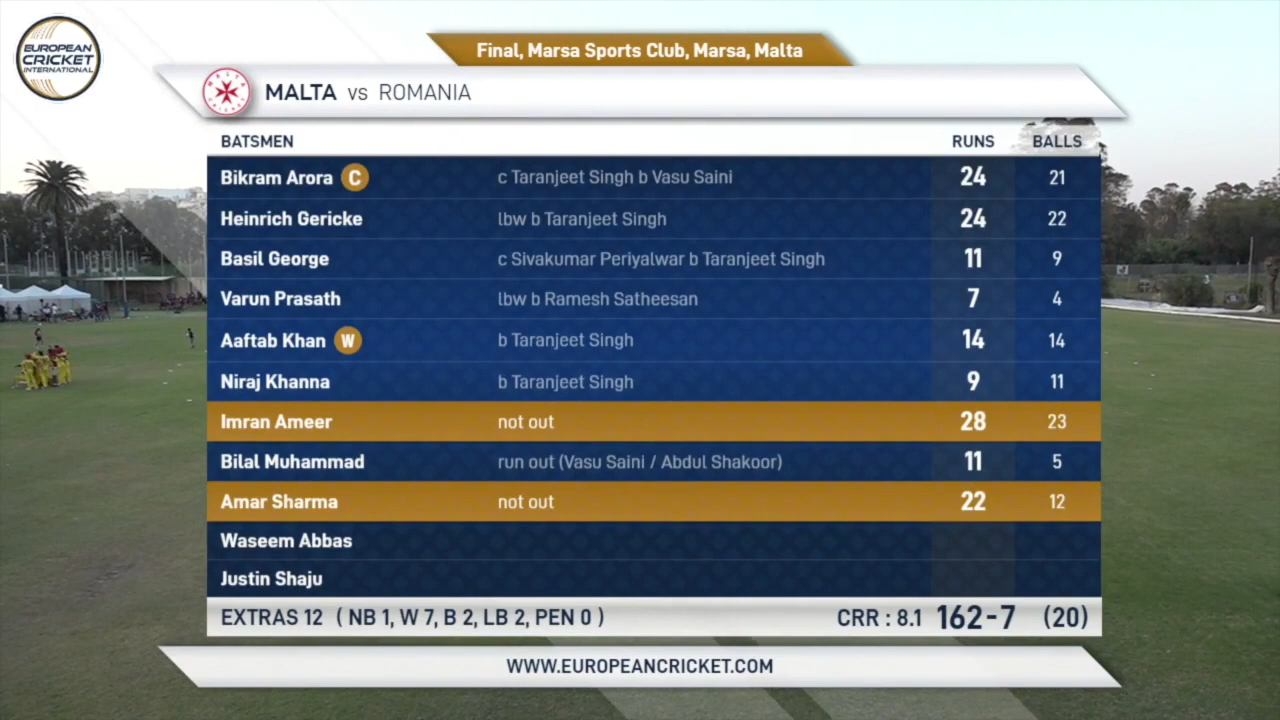 EUROPEAN
CRICKET
INTERNATIONAL
Final, Marsa Sports Club, Marsa, Malta
MALTA CRICKET
MALTA vs ROMANIA
BATSMEN RUNS BALLS
Bikram Arora C c Taranjeet Singh b Vasu Saini 24 21
Heinrich Gericke lbw b Taranjeet Singh 24 22
Basil George c Sivakumar Periyalwar b Taranjeet Singh 11 9
Varun Prasath lbw b Ramesh Satheesan 7 4
Aaftab Khan W b Taranjeet Singh 14 14
Niraj Khanna b Taranjeet Singh 9 11
Imran Ameer not out 28 23
Bilal Muhammad run out (Vasu Saini / Abdul Shakoor) 11 5
Amar Sharma not out 22 12
Waseem Abbas
Justin Shaju
EXTRAS 12 ( NB 1, W 7, B 2, LB 2, PEN 0 ) CRR : 8.1 162-7 (20)
WWW.EUROPEANCRICKET.COM